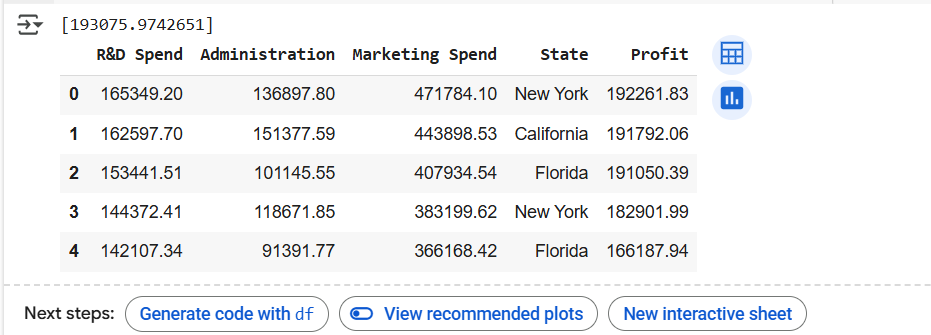 [193075.9742651]
R&D Spend Administration Marketing Spend State Profit
0 165349.20 136897.80 471784.10 New York 192261.83
1 162597.70 151377.59 443898.53 California 191792.06
2 153441.51 101145.55 407934.54 Florida 191050.39
3 144372.41 118671.85 383199.62 New York 182901.99
4 142107.34 91391.77 366168.42 Florida 166187.94
Next steps: Generate code with df View recommended plots New interactive sheet